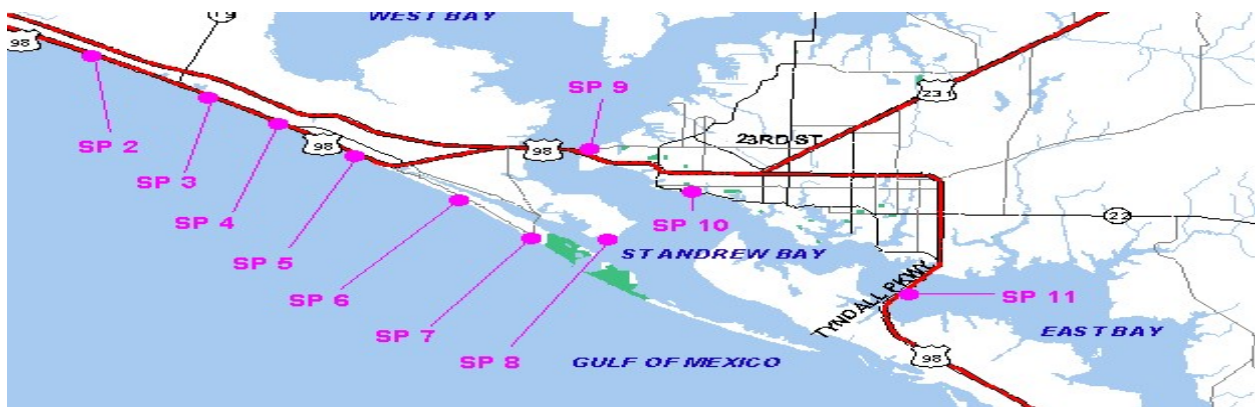 WEST BAY
19
98
SP 2
SP 9
231
23RD ST
98
98
SP 3
SP 4
SP 10
22
SP 5
ST ANDREW BAY
SP 6
TYNDALL PKWY
SP 11
SP 7
EAST BAY
SP 8
GULF OF MEXICO
98